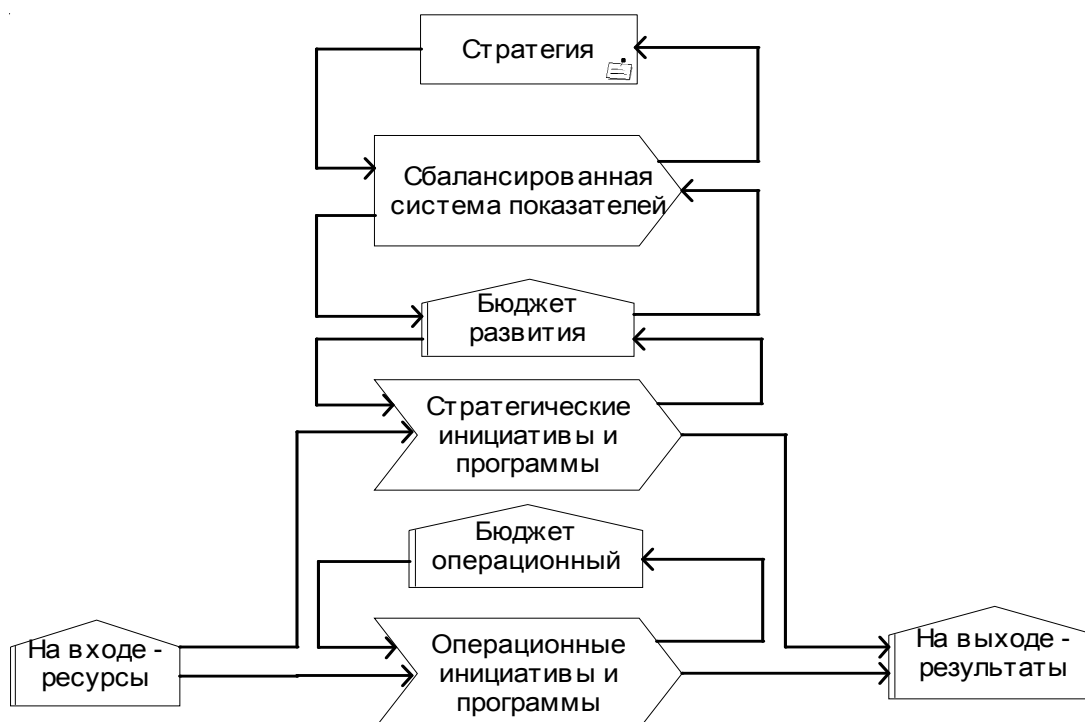 Стратегия
Сбалансированная
система показателей
Бюджет
развития
Стратегические
инициативы и
программы
Бюджет
операционный
На входе -
ресурсы
Операционные
инициативы и
программы
На выходе -
результаты